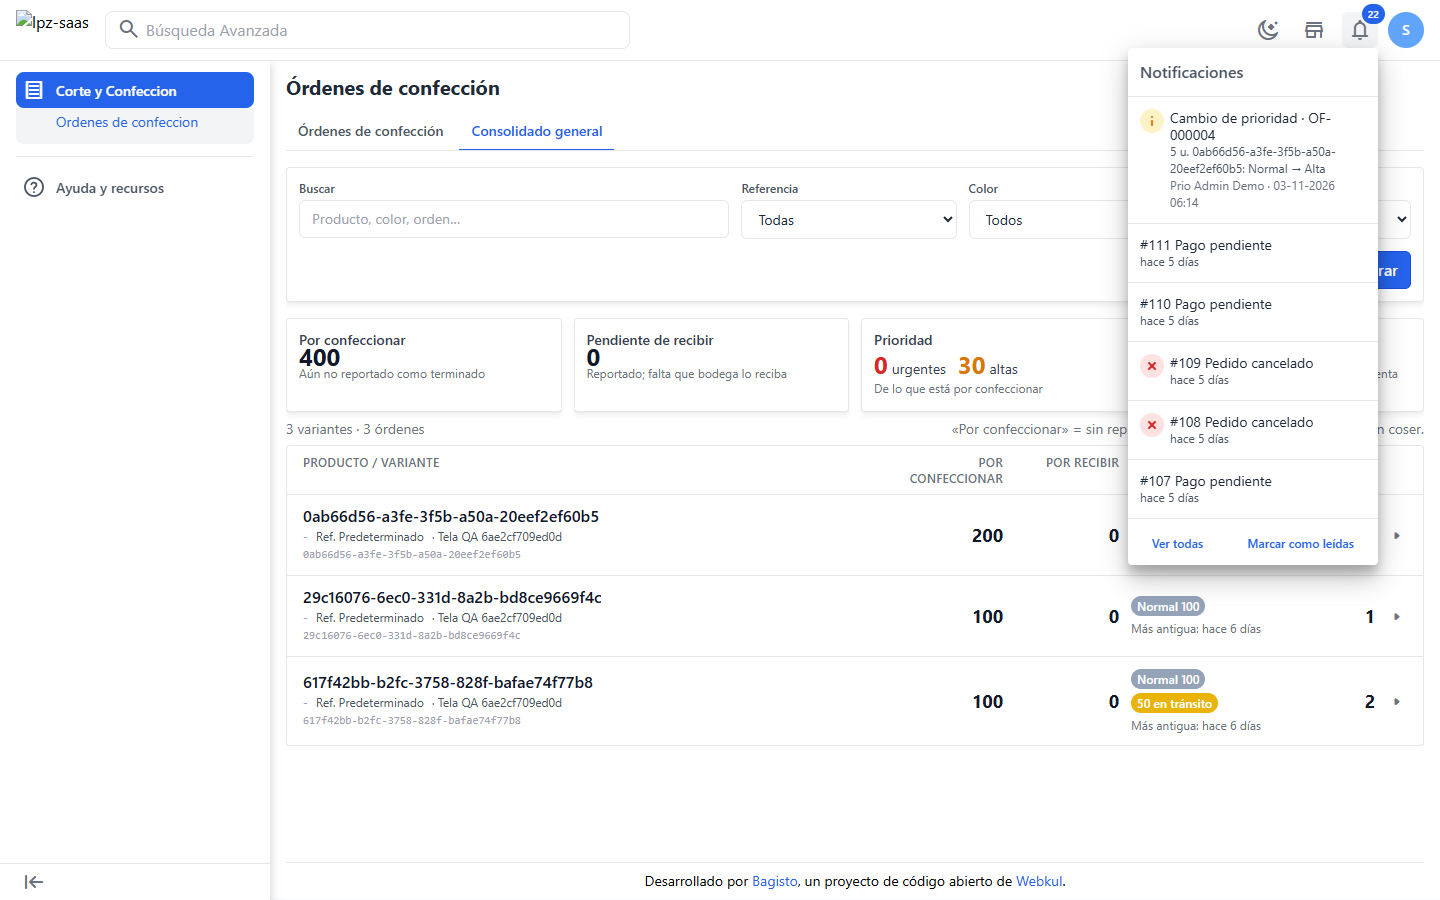 lpz-saas
Búsqueda Avanzada
22
S
Corte y Confeccion
Ordenes de confeccion
Ayuda y recursos
Órdenes de confección
Órdenes de confección
Consolidado general
Buscar
Producto, color, orden...
Referencia
Todas
Color
Todos
rar
Por confeccionar
400
Aún no reportado como terminado
Pendiente de recibir
0
Reportado; falta que bodega lo reciba
Prioridad
0 urgentes 30 altas
De lo que está por confeccionar
enta
3 variantes · 3 órdenes
«Por confeccionar» = sin rep
n coser.
PRODUCTO / VARIANTE
POR CONFECCIONAR
POR RECIBIR
0ab66d56-a3fe-3f5b-a50a-20eef2ef60b5
- Ref. Predeterminado · Tela QA 6ae2cf709ed0d
0ab66d56-a3fe-3f5b-a50a-20eef2ef60b5
200
0
29c16076-6ec0-331d-8a2b-bd8ce9669f4c
- Ref. Predeterminado · Tela QA 6ae2cf709ed0d
29c16076-6ec0-331d-8a2b-bd8ce9669f4c
100
0
Normal 100
Más antigua: hace 6 días
1
617f42bb-b2fc-3758-828f-bafae74f77b8
- Ref. Predeterminado · Tela QA 6ae2cf709ed0d
617f42bb-b2fc-3758-828f-bafae74f77b8
100
0
Normal 100
50 en tránsito
Más antigua: hace 6 días
2
Notificaciones
Cambio de prioridad · OF-
000004
5 u. 0ab66d56-a3fe-3f5b-a50a-
20eef2ef60b5: Normal → Alta
Prio Admin Demo · 03-11-2026
06:14
#111 Pago pendiente
hace 5 días
#110 Pago pendiente
hace 5 días
#109 Pedido cancelado
hace 5 días
#108 Pedido cancelado
hace 5 días
#107 Pago pendiente
hace 5 días
Ver todas
Marcar como leídas
Desarrollado por Bagisto, un proyecto de código abierto de Webkul.